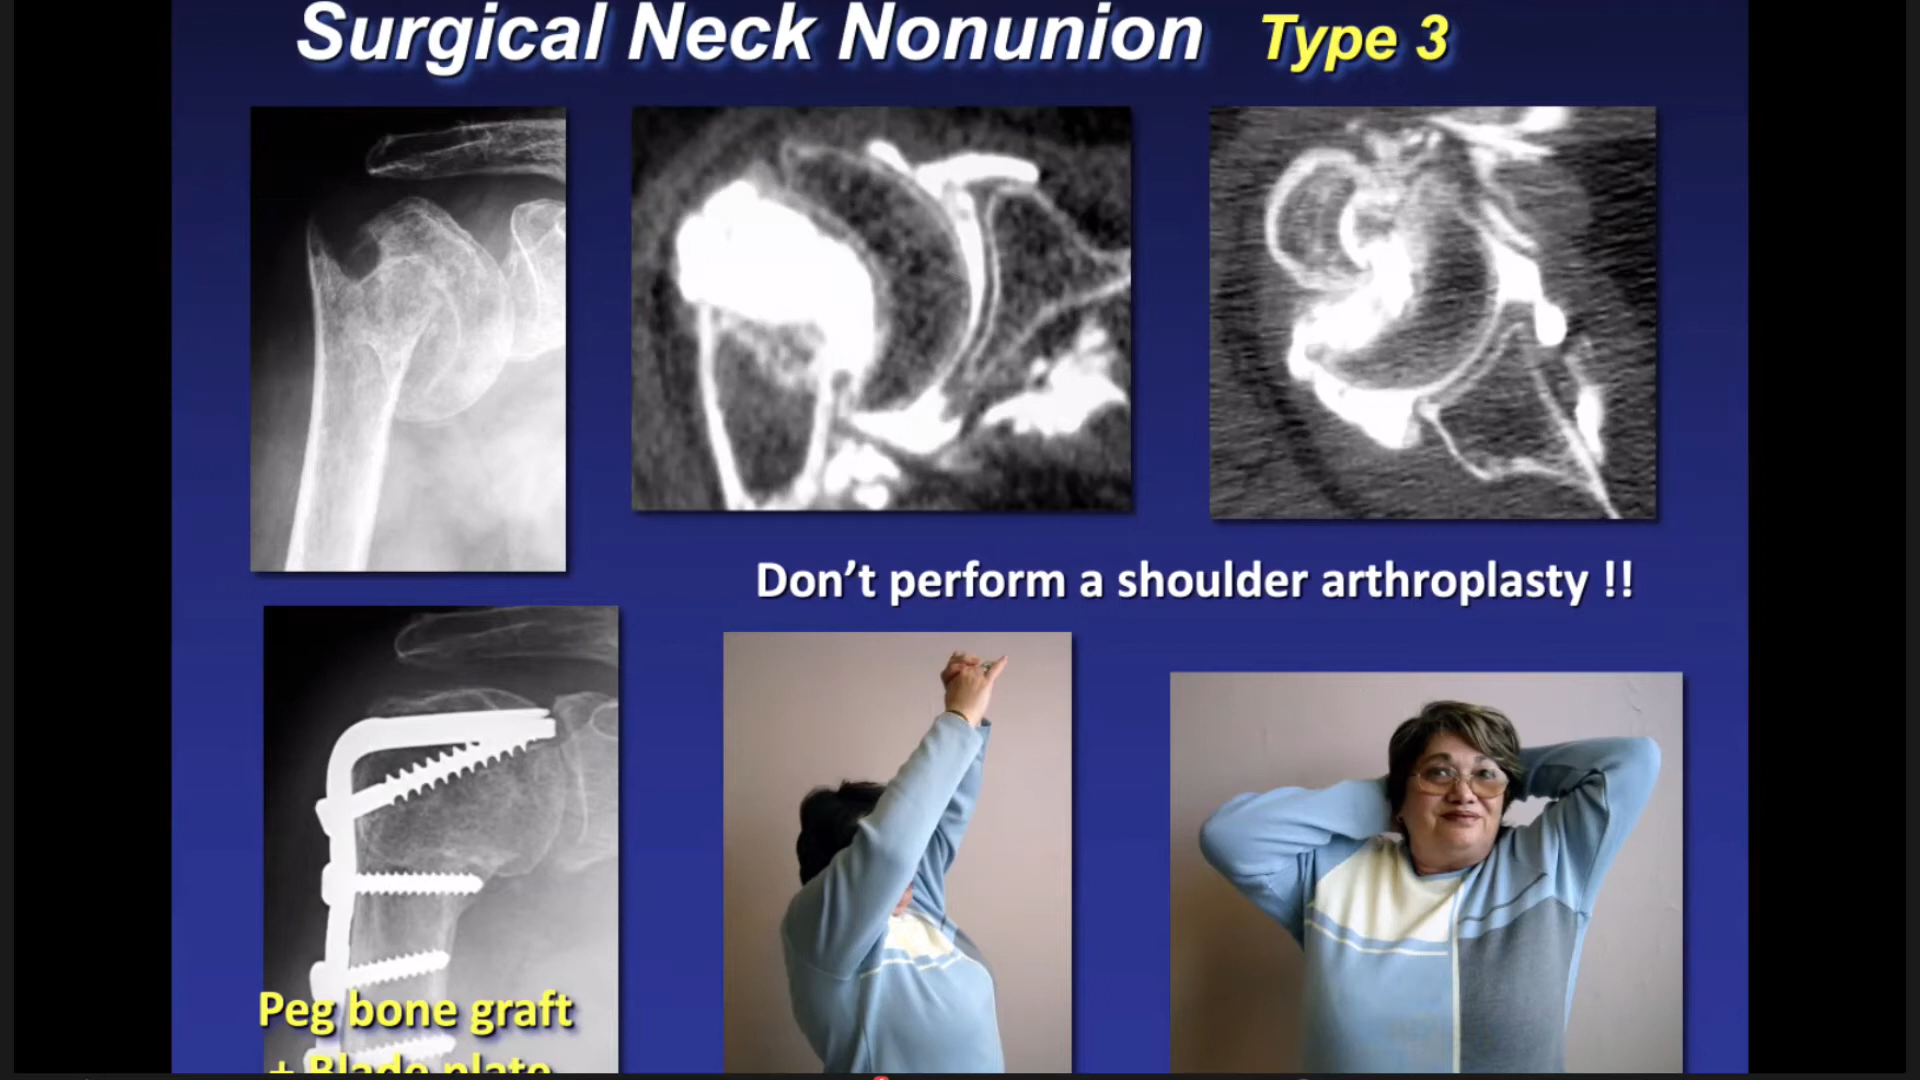 Surgical Neck Nonunion Type 3
Don't perform a shoulder arthroplasty !!
Peg bone graft
+ Blade plate